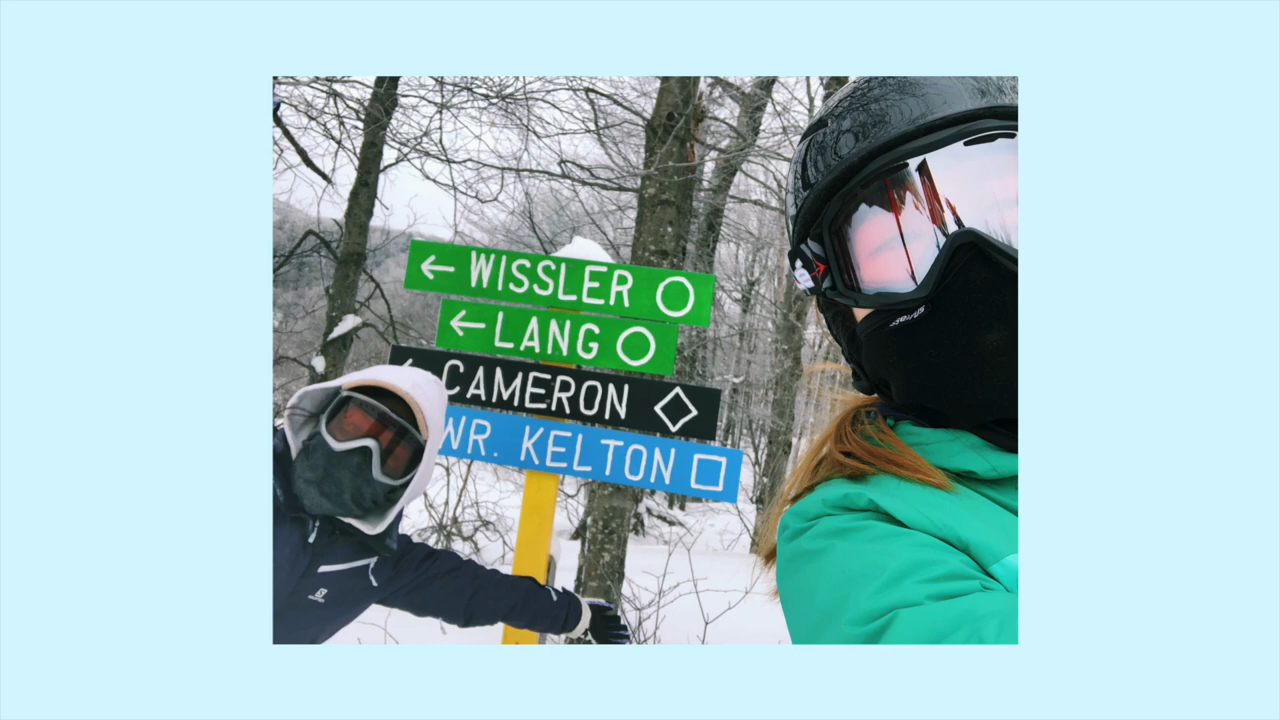 ← WISSLER
← LANG
CAMERON
WR. KELTON